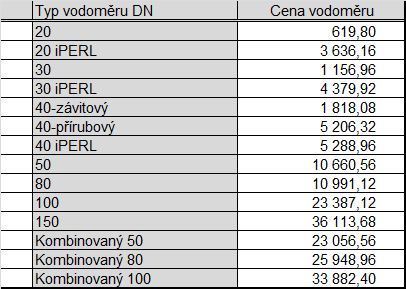 Typ vodoměru DN Cena vodoměru
20 619,80
20 iPERL 3 636,16
30 1 156,96
30 iPERL 4 379,92
40-závitový 1 818,08
40-přírubový 5 206,32
40 iPERL 5 288,96
50 10 660,56
80 10 991,12
100 23 387,12
150 36 113,68
Kombinovaný 50 23 056,56
Kombinovaný 80 25 948,96
Kombinovaný 100 33 882,40